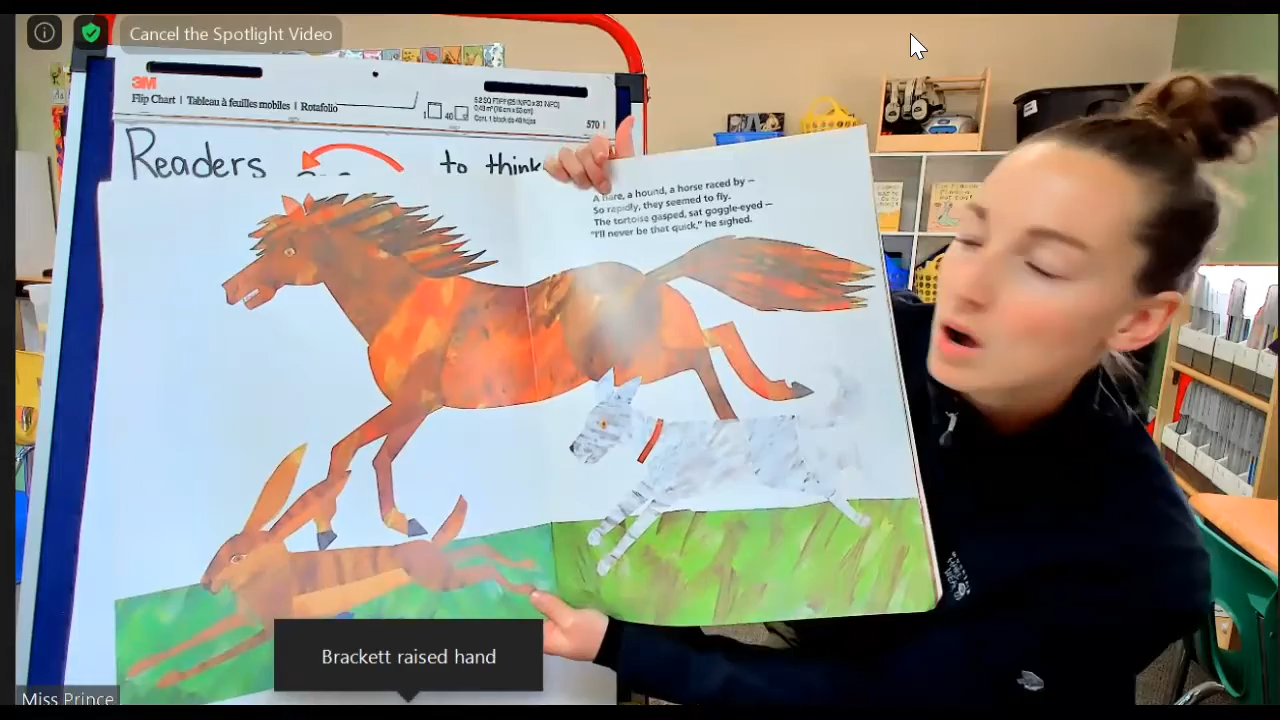 Cancel the Spotlight Video
3M
Flip Chart | Tableau à feuilles mobiles | Rotafolio
570
Readers
to think
A hare, a hound, a horse raced by –
So rapidly, they seemed to fly.
The tortoise gasped, sat goggle-eyed –
"I'll never be that quick," he sighed.
Brackett raised hand
Miss Prince